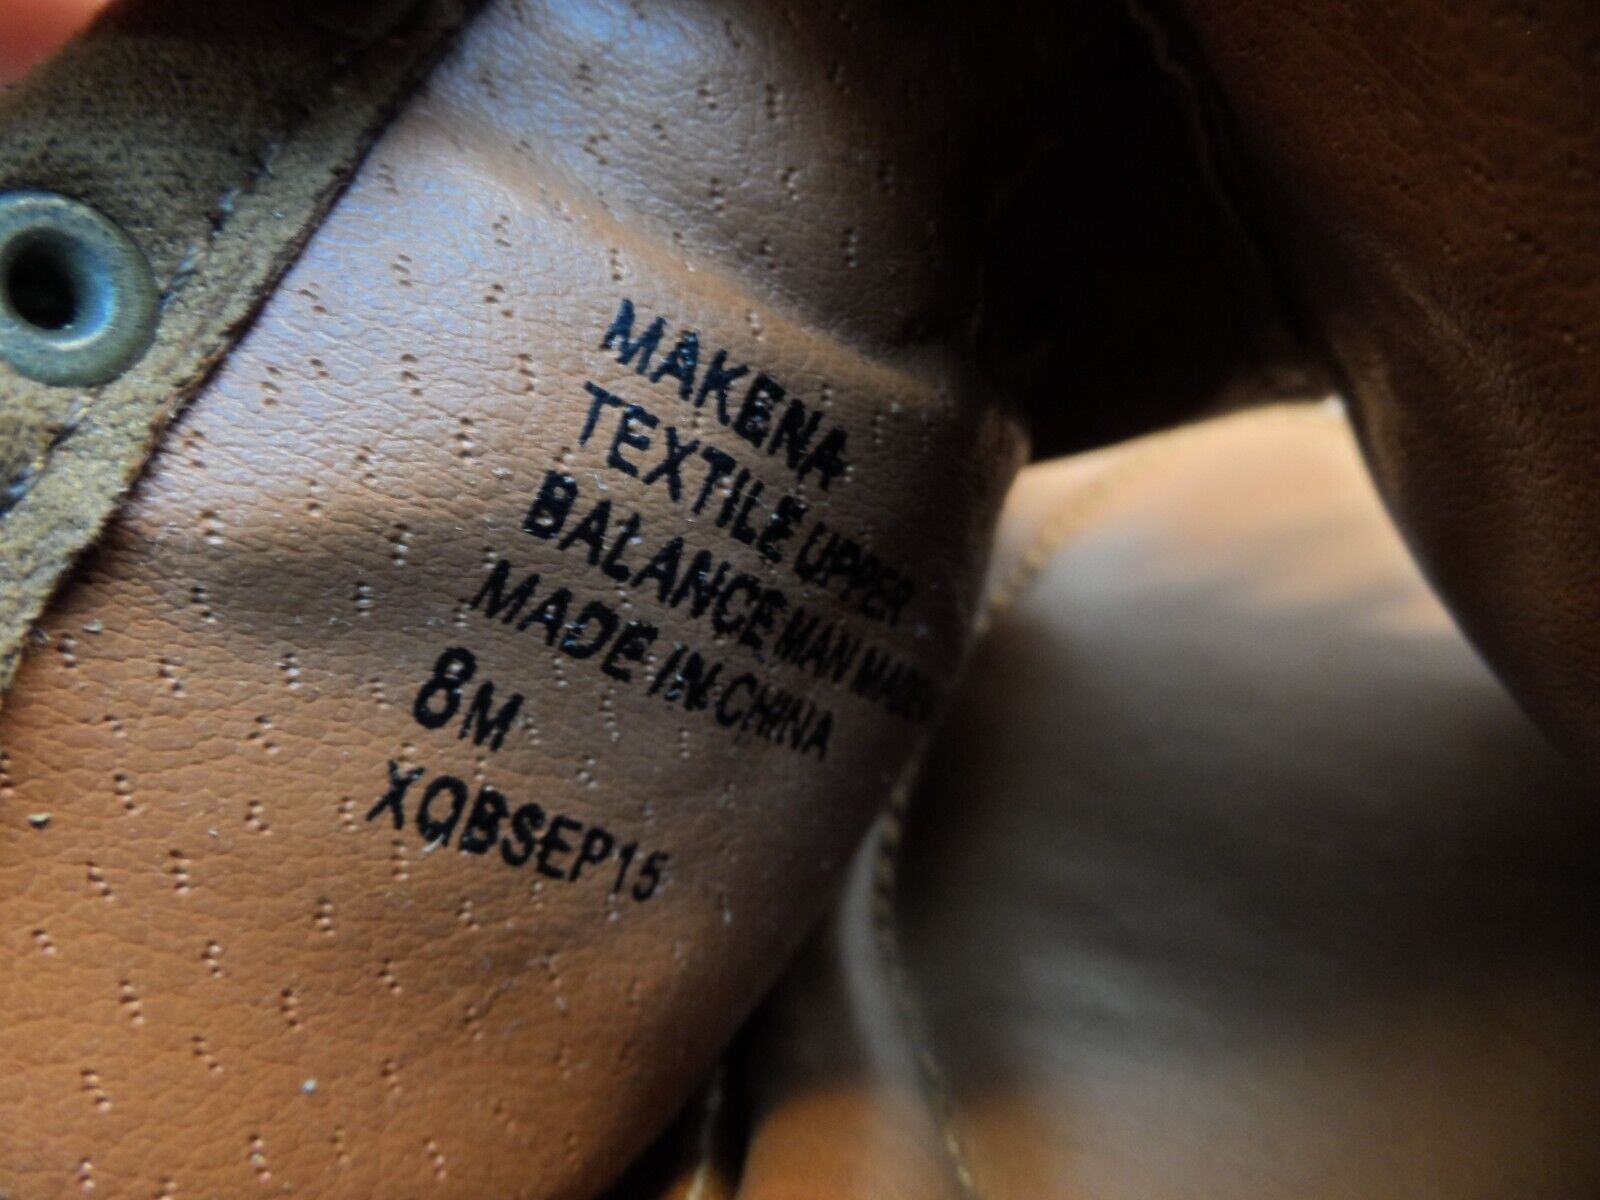 MAKENA
TEXTILE UPPER
BALANCE MAN MADE
MADE IN CHINA
8M
XQBSEP15